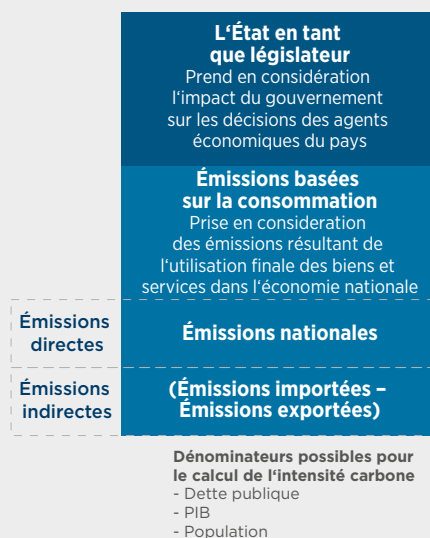 L‘État en tant
que législateur
Prend en considération
l‘impact du gouvernement
sur les décisions des agents
économiques du pays
Émissions basées
sur la consommation
Prise en consideration
des émissions résultant de
l‘utilisation finale des biens et
services dans l‘économie nationale
Émissions
directes
Émissions nationales
Émissions
indirectes
(Émissions importées –
Émissions exportées)
Dénominateurs possibles pour
le calcul de l‘intensité carbone
- Dette publique
- PIB
- Population